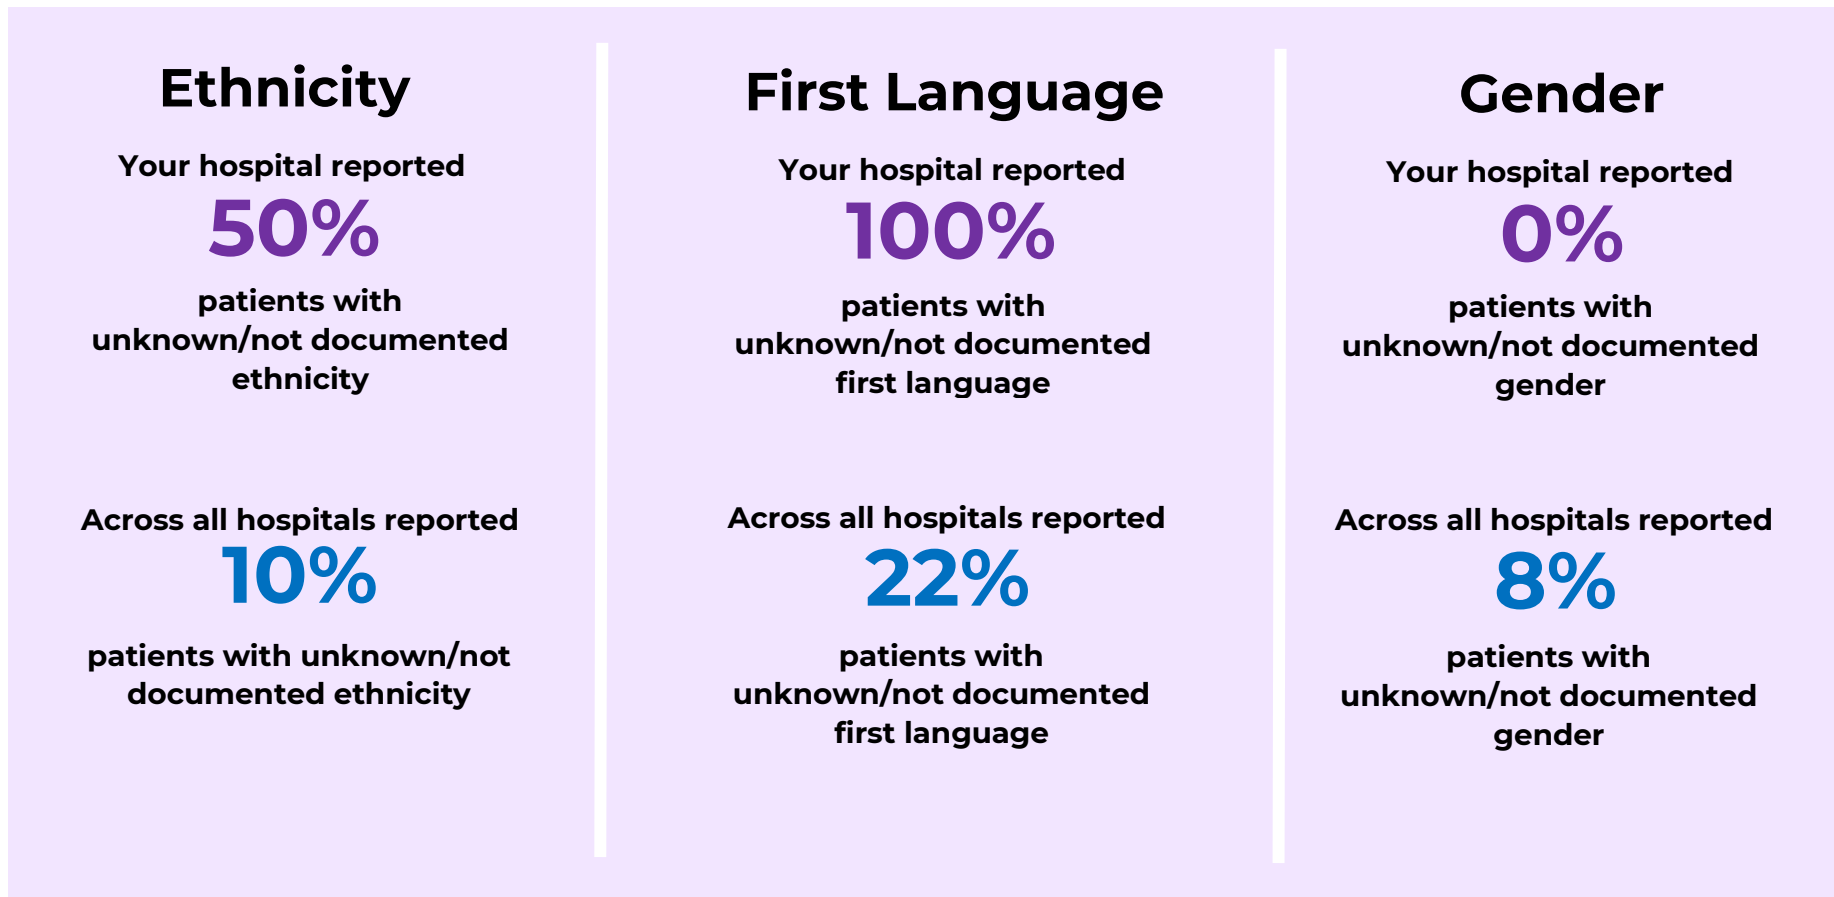 Ethnicity
Your hospital reported
50%
patients with
unknown/not documented
ethnicity
Across all hospitals reported
10%
patients with unknown/not
documented ethnicity
First Language
Your hospital reported
100%
patients with
unknown/not documented
first language
Across all hospitals reported
22%
patients with
unknown/not documented
first language
Gender
Your hospital reported
0%
patients with
unknown/not documented
gender
Across all hospitals reported
8%
patients with
unknown/not documented
gender